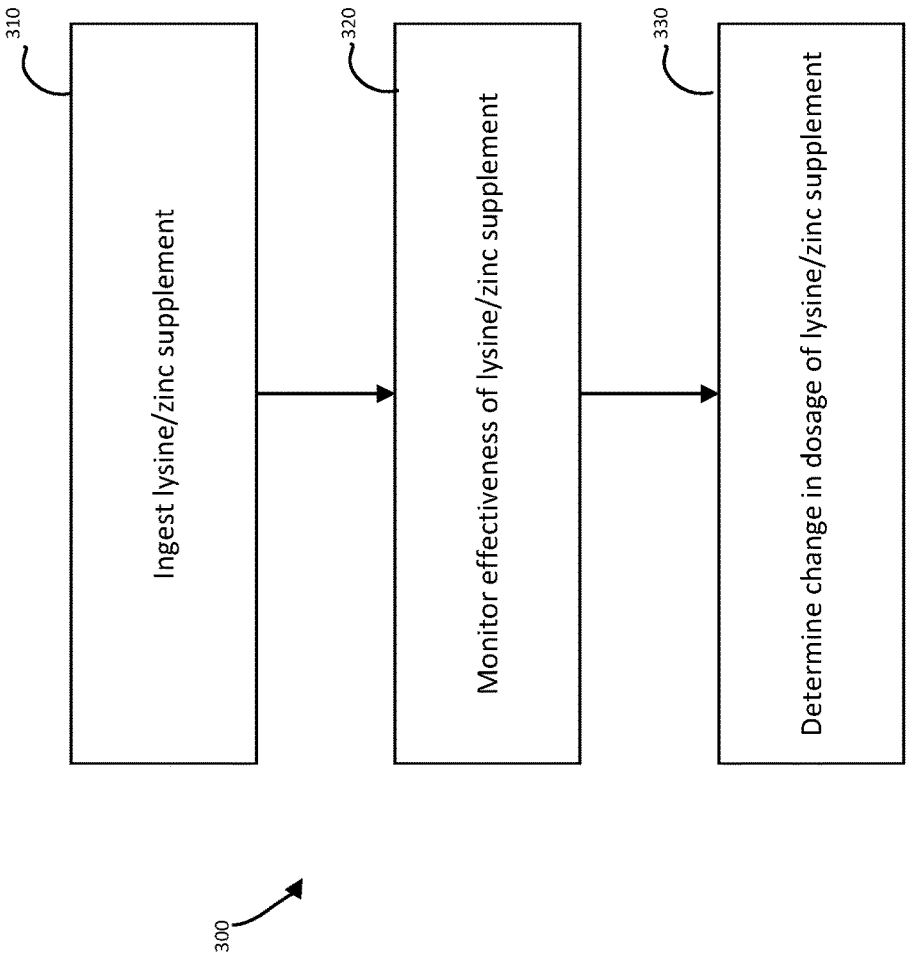 300
310
Ingest lysine/zinc supplement
320
Monitor effectiveness of lysine/zinc supplement
330
Determine change in dosage of lysine/zinc supplement